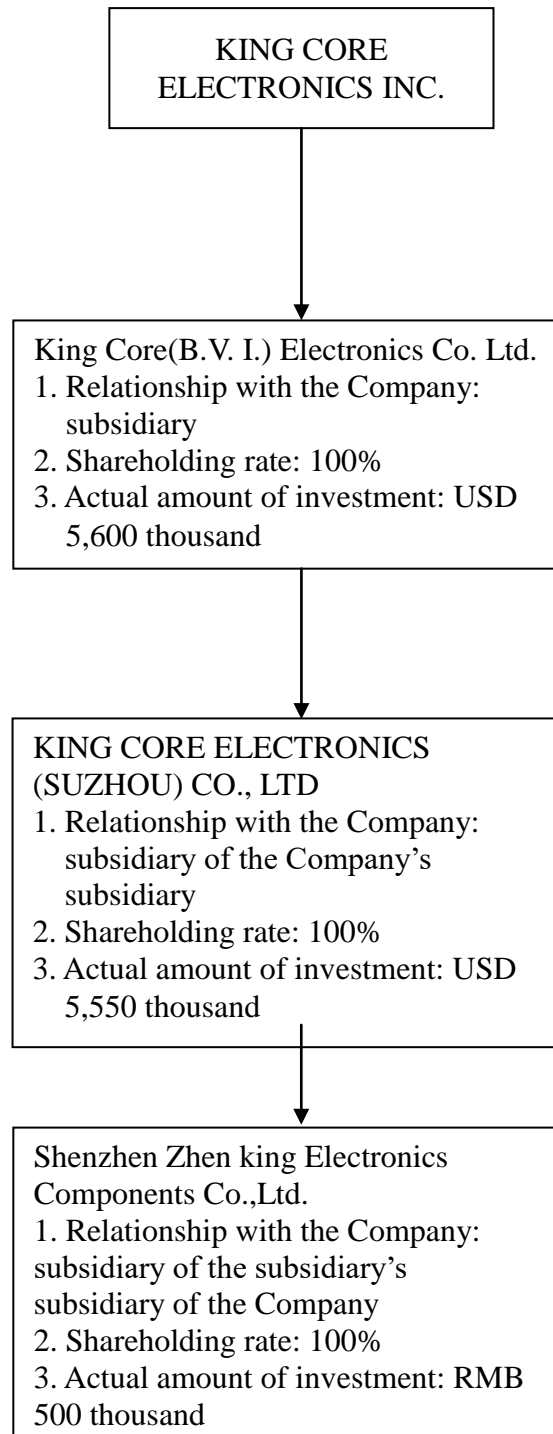 KING CORE
ELECTRONICS INC.
King Core(B.V. I.) Electronics Co. Ltd.
1. Relationship with the Company:
subsidiary
2. Shareholding rate: 100%
3. Actual amount of investment: USD
5,600 thousand
KING CORE ELECTRONICS
(SUZHOU) CO., LTD
1. Relationship with the Company:
subsidiary of the Company’s
subsidiary
2. Shareholding rate: 100%
3. Actual amount of investment: USD
5,550 thousand
Shenzhen Zhen king Electronics
Components Co.,Ltd.
1. Relationship with the Company:
subsidiary of the subsidiary’s
subsidiary of the Company
2. Shareholding rate: 100%
3. Actual amount of investment: RMB
500 thousand